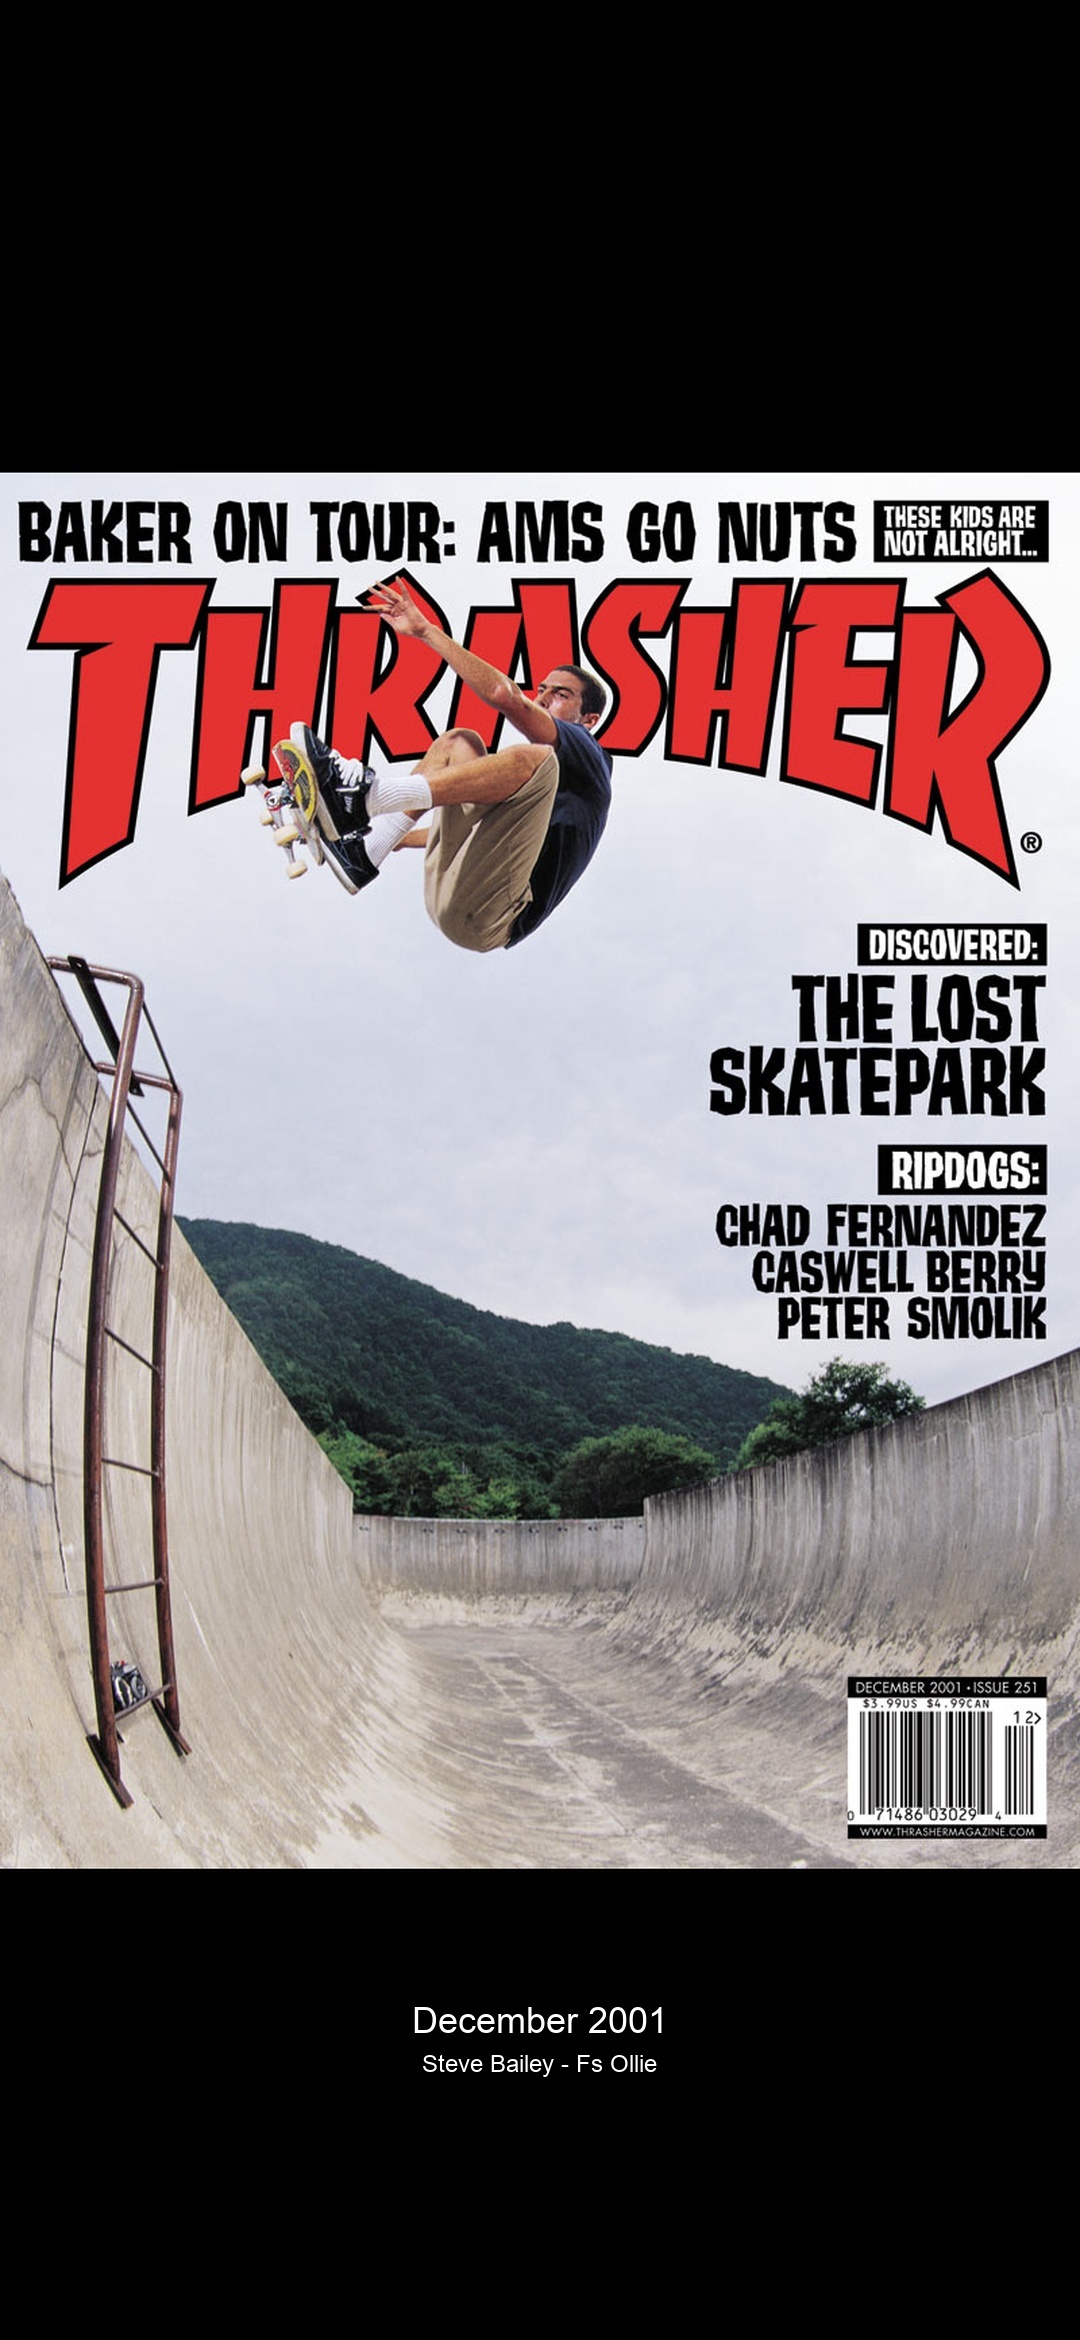 BAKER ON TOUR: AMS GO NUTS
THESE KIDS ARE
NOT ALRIGHT...
THRASHER
®
DISCOVERED:
THE LOST
SKATEPARK
RIPDOGS:
CHAD FERNANDEZ
CASWELL BERRY
PETER SMOLIK
DECEMBER 2001 • ISSUE 251
$3.99US $4.99CAN
12>
0 71486 03029 4
WWW.THRASHERMAGAZINE.COM
December 2001
Steve Bailey - Fs Ollie